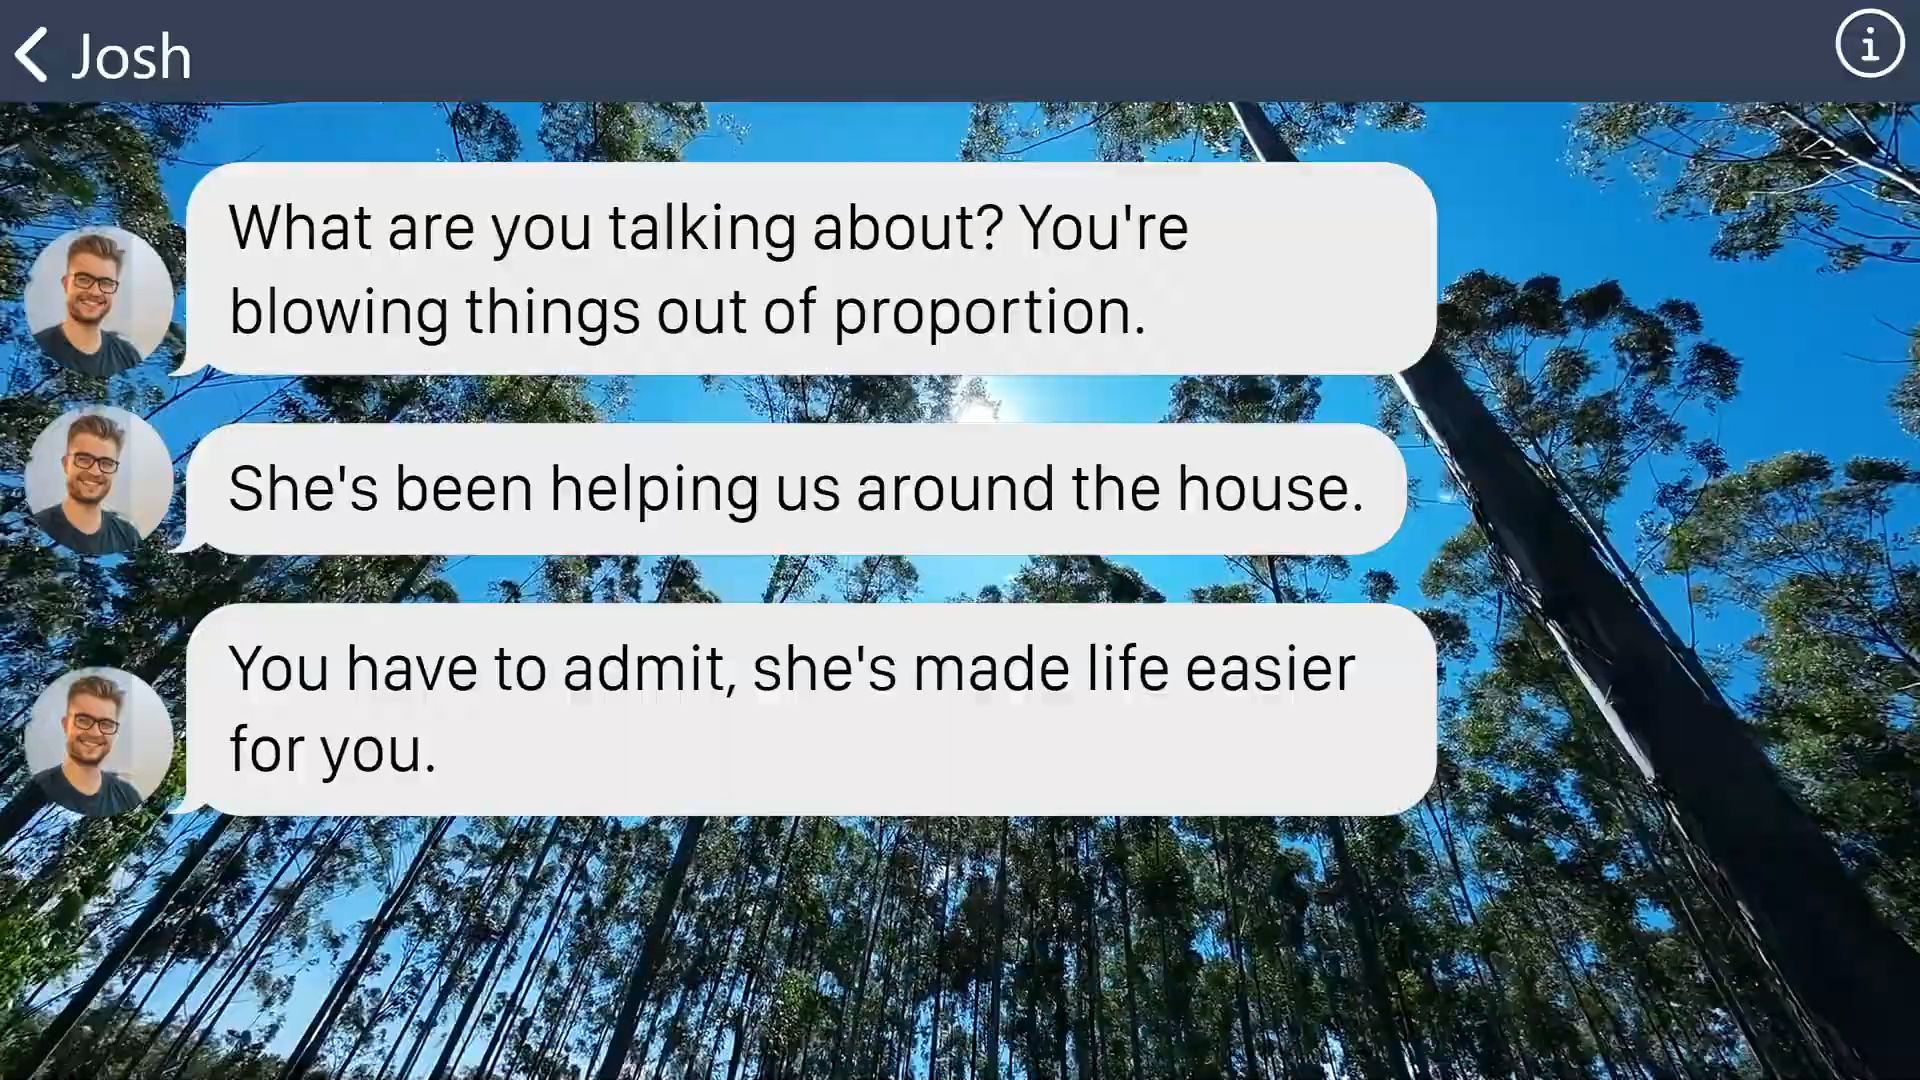 Josh
What are you talking about? You're
blowing things out of proportion.
She's been helping us around the house.
You have to admit, she's made life easier
for you.